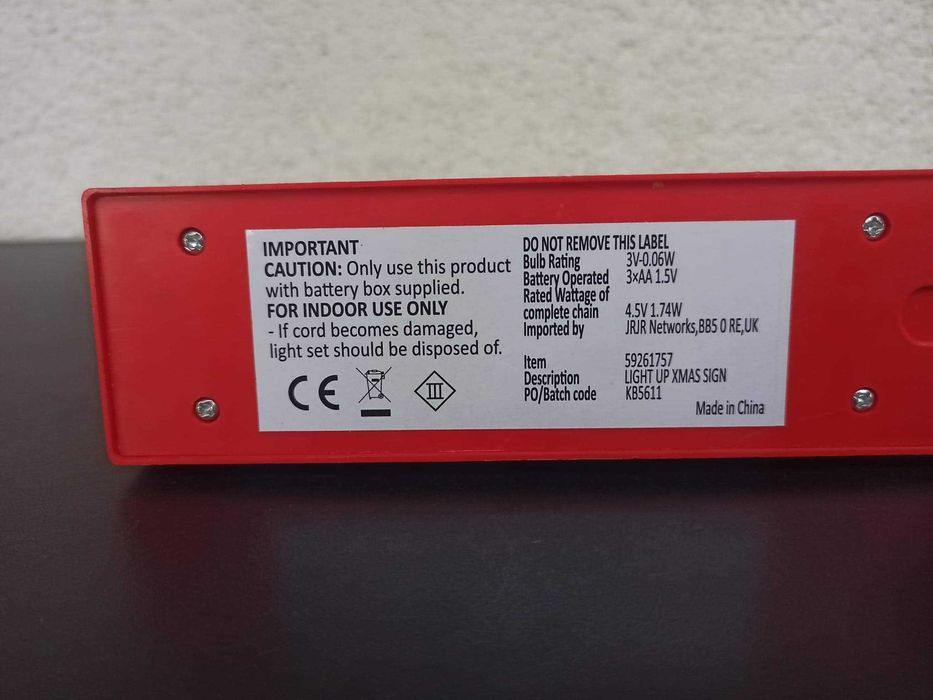 IMPORTANT
CAUTION: Only use this product
with battery box supplied.
FOR INDOOR USE ONLY
- If cord becomes damaged,
light set should be disposed of.
CE
III
DO NOT REMOVE THIS LABEL
Bulb Rating 3V-0.06W
Battery Operated 3×AA 1.5V
Rated Wattage of
complete chain 4.5V 1.74W
Imported by JRJR Networks,BB5 0 RE,UK
Item 59261757
Description LIGHT UP XMAS SIGN
PO/Batch code KB5611
Made in China